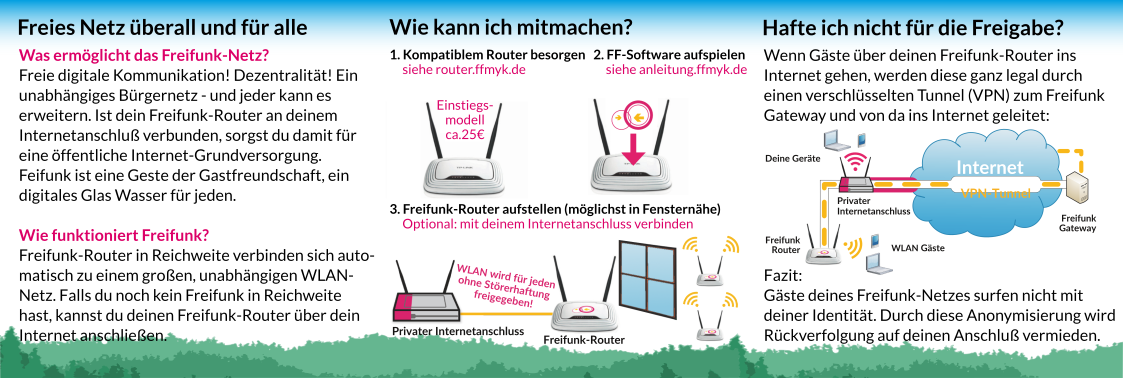 Freies Netz überall und für alle
Was ermöglicht das Freifunk-Netz?
Freie digitale Kommunikation! Dezentralität! Ein
unabhängiges Bürgernetz - und jeder kann es
erweitern. Ist dein Freifunk-Router an deinem
Internetanschluß verbunden, sorgst du damit für
eine öffentliche Internet-Grundversorgung.
Feifunk ist eine Geste der Gastfreundschaft, ein
digitales Glas Wasser für jeden.
Wie funktioniert Freifunk?
Freifunk-Router in Reichweite verbinden sich auto-
matisch zu einem großen, unabhängigen WLAN-
Netz. Falls du noch kein Freifunk in Reichweite
hast, kannst du deinen Freifunk-Router über dein
Internet anschließen.
Wie kann ich mitmachen?
1. Kompatiblem Router besorgen
siehe router.ffmyk.de
2. FF-Software aufspielen
siehe anleitung.ffmyk.de
Einstiegs-
modell
ca.25€
3. Freifunk-Router aufstellen (möglichst in Fensternähe)
Optional: mit deinem Internetanschluss verbinden
WLAN wird für jeden
ohne Störerhaftung
freigegeben!
Privater Internetanschluss
Freifunk-Router
Hafte ich nicht für die Freigabe?
Wenn Gäste über deinen Freifunk-Router ins
Internet gehen, werden diese ganz legal durch
einen verschlüsselten Tunnel (VPN) zum Freifunk
Gateway und von da ins Internet geleitet:
Deine Geräte
Internet
VPN-Tunnel
Privater
Internetanschluss
Freifunk
Gateway
Freifunk
Router
WLAN Gäste
Fazit:
Gäste deines Freifunk-Netzes surfen nicht mit
deiner Identität. Durch diese Anonymisierung wird
Rückverfolgung auf deinen Anschluß vermieden.